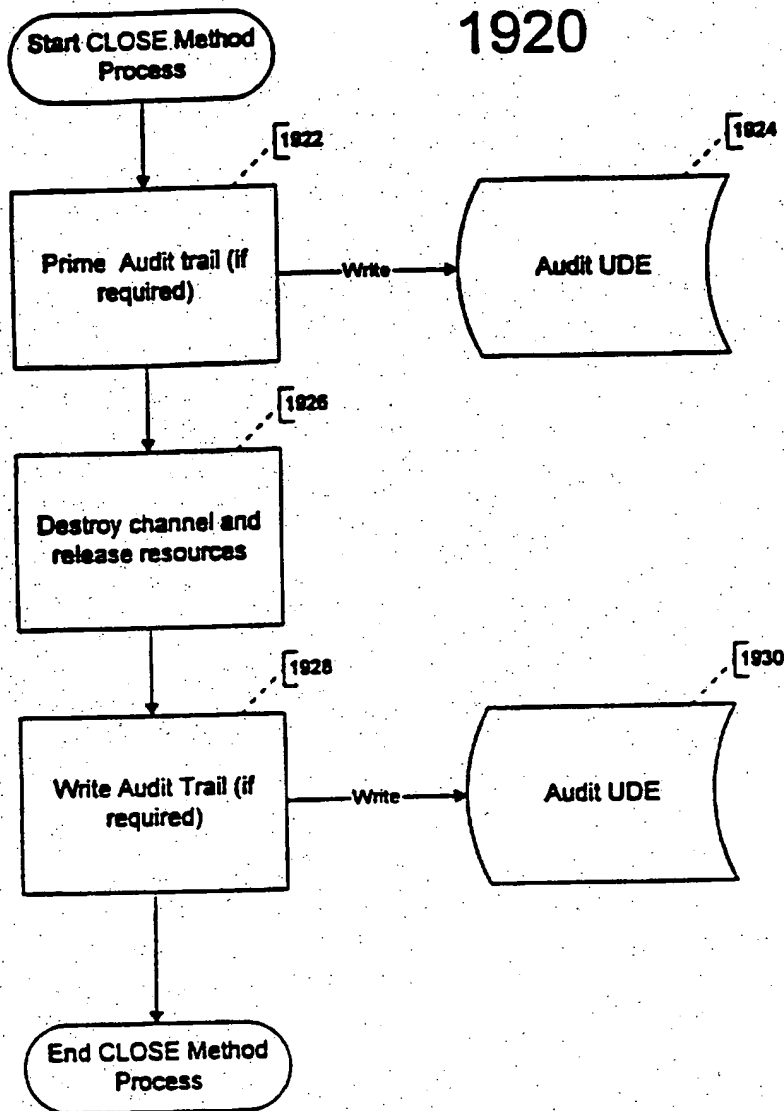 1920
Start CLOSE Method
Process
1922
1924
Prime Audit trail (if
required)
Write
Audit UDE
1926
Destroy channel and
release resources
1928
1930
Write Audit Trail (if
required)
Write
Audit UDE
End CLOSE Method
Process